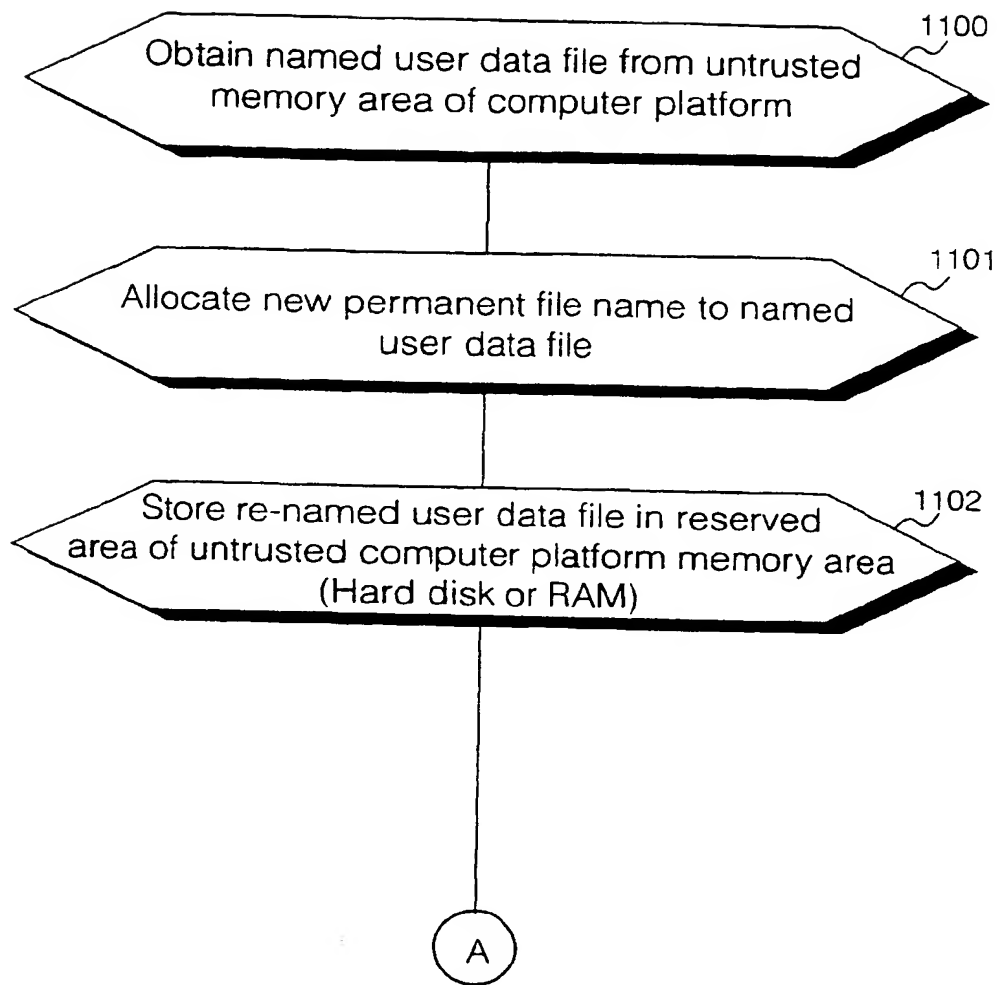 1100
Obtain named user data file from untrusted
memory area of computer platform
1101
Allocate new permanent file name to named
user data file
1102
Store re-named user data file in reserved
area of untrusted computer platform memory area
(Hard disk or RAM)
A